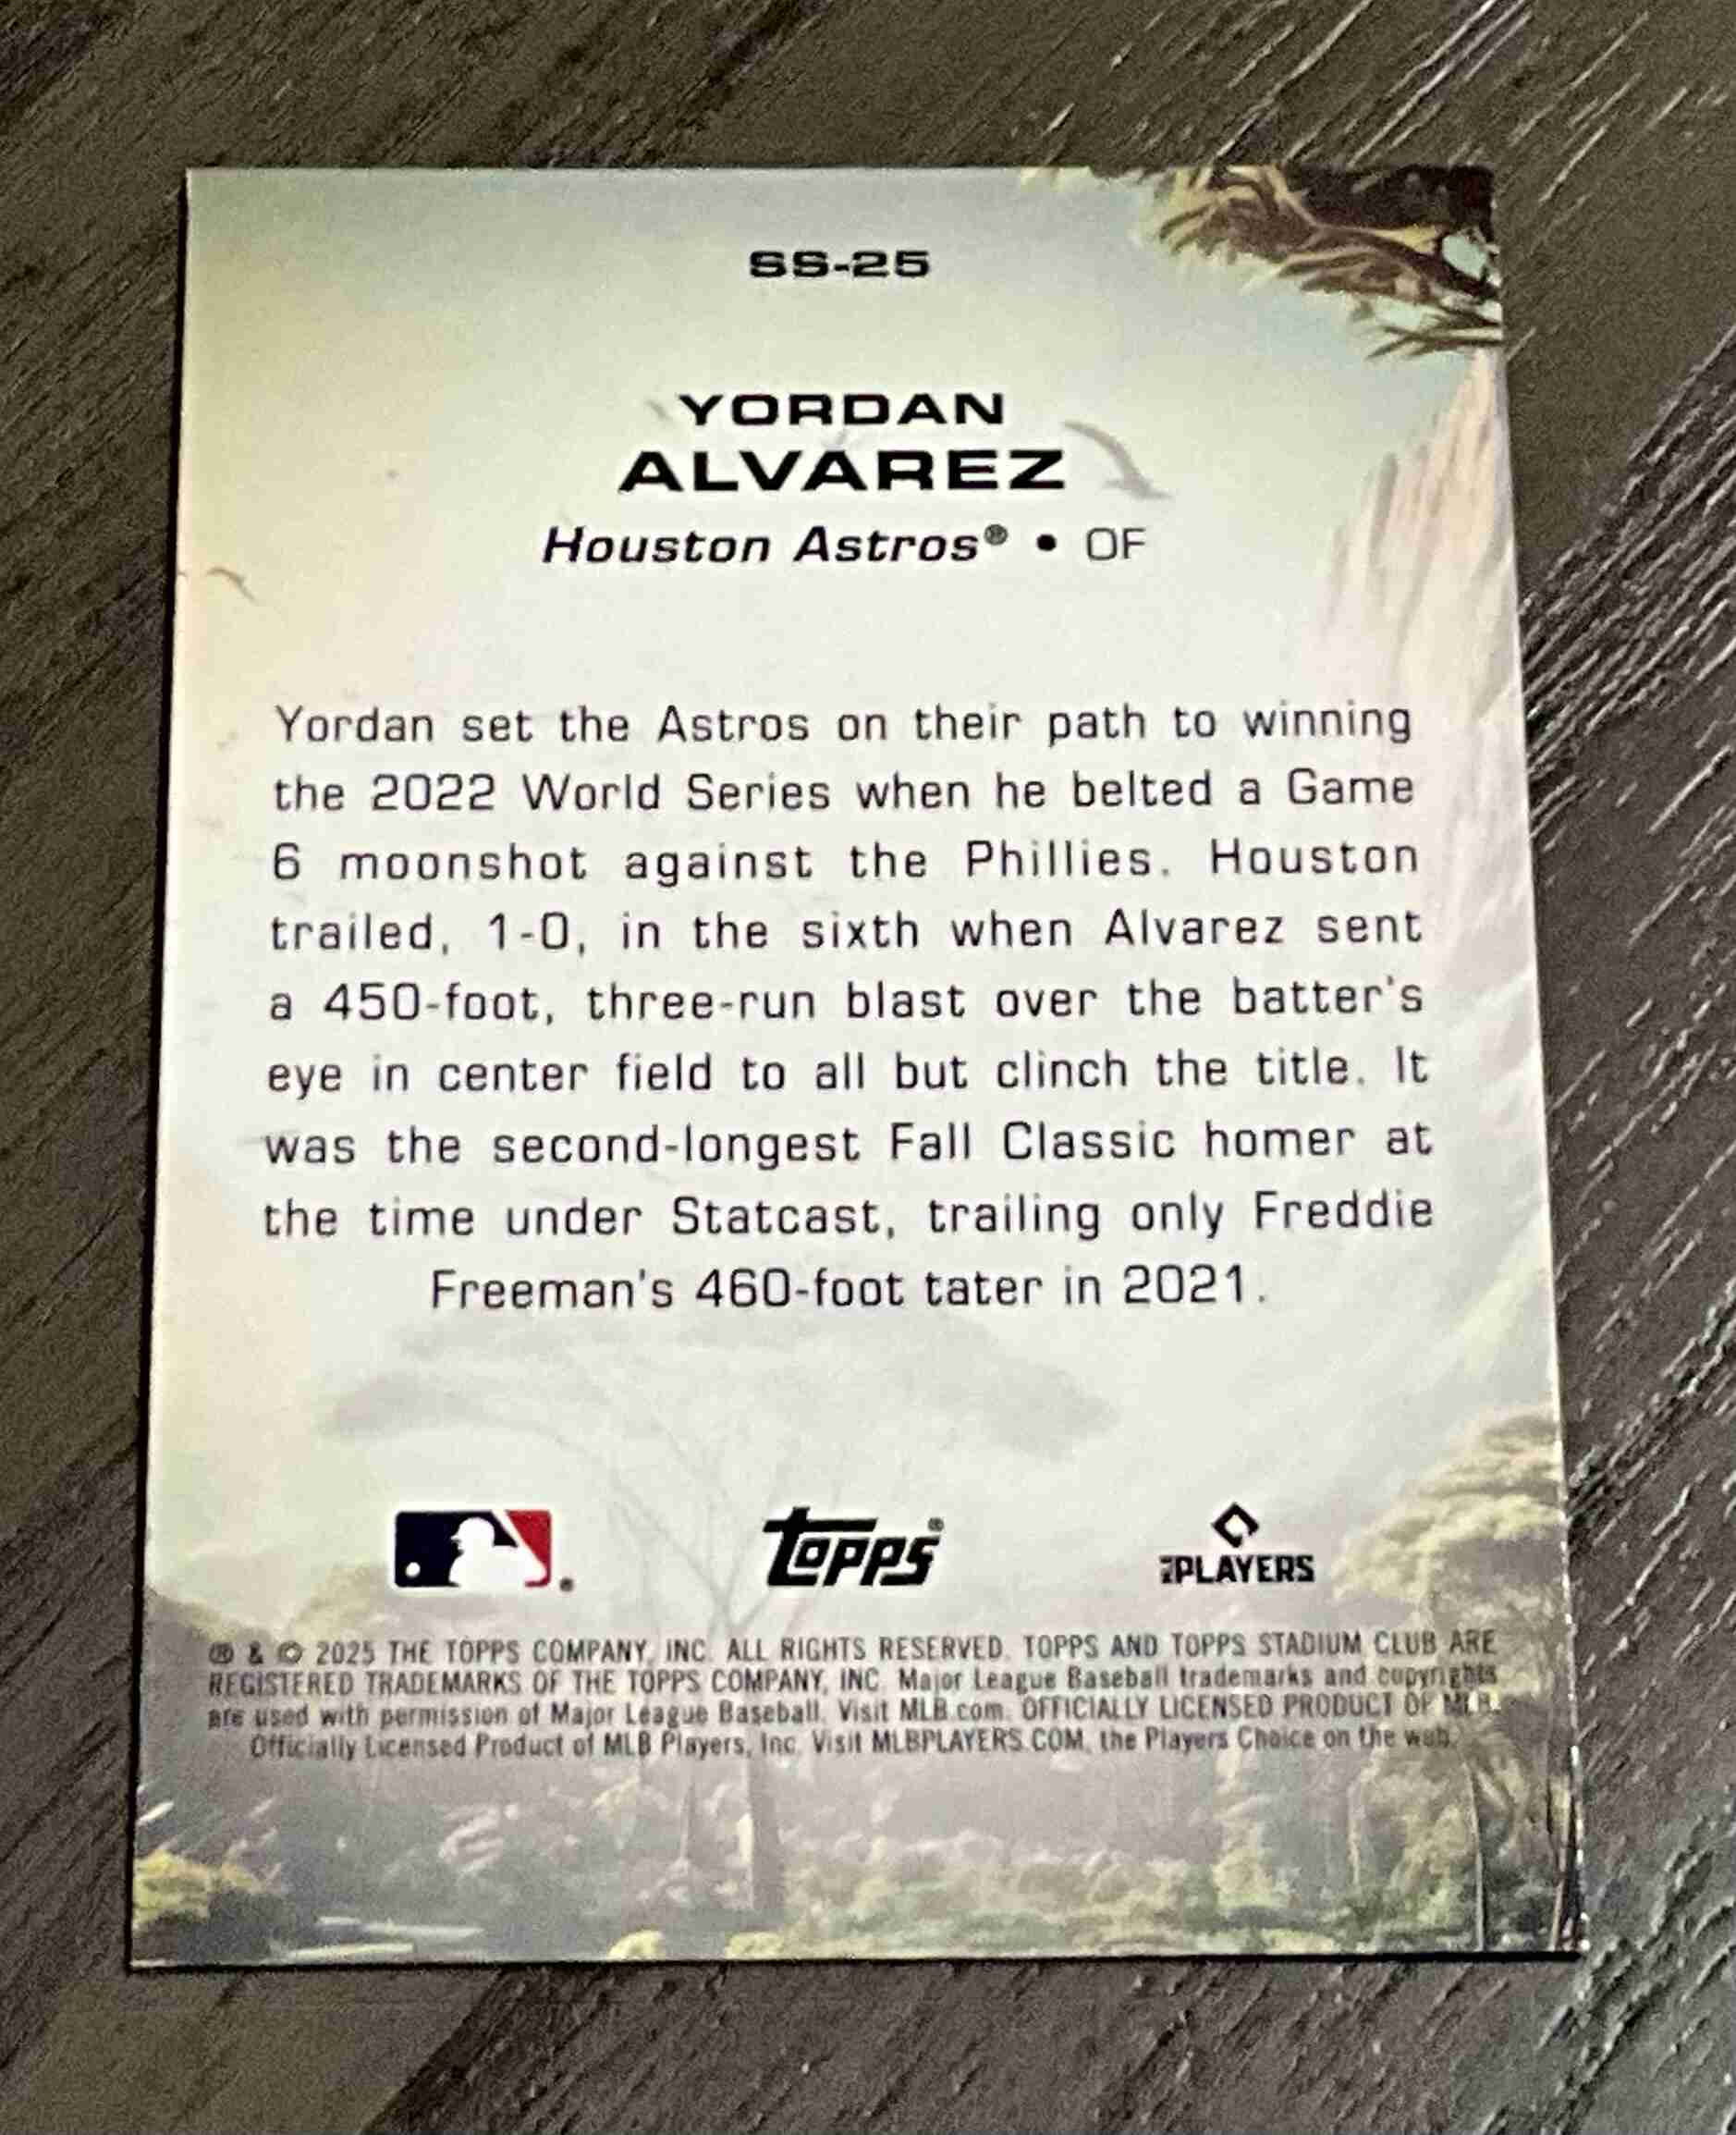 SS-25
YORDAN
ALVAREZ
Houston Astros® • OF
Yordan set the Astros on their path to winning
the 2022 World Series when he belted a Game
6 moonshot against the Phillies. Houston
trailed, 1-0, in the sixth when Alvarez sent
a 450-foot, three-run blast over the batter's
eye in center field to all but clinch the title. It
was the second-longest Fall Classic homer at
the time under Statcast, trailing only Freddie
Freeman's 460-foot tater in 2021.
topps® PLAYERS
® & © 2025 THE TOPPS COMPANY, INC. ALL RIGHTS RESERVED. TOPPS AND TOPPS STADIUM CLUB ARE
REGISTERED TRADEMARKS OF THE TOPPS COMPANY, INC. Major League Baseball trademarks and copyrights
are used with permission of Major League Baseball. Visit MLB.com. OFFICIALLY LICENSED PRODUCT OF MLB.
Officially Licensed Product of MLB Players, Inc. Visit MLBPLAYERS.COM, the Players Choice on the web.